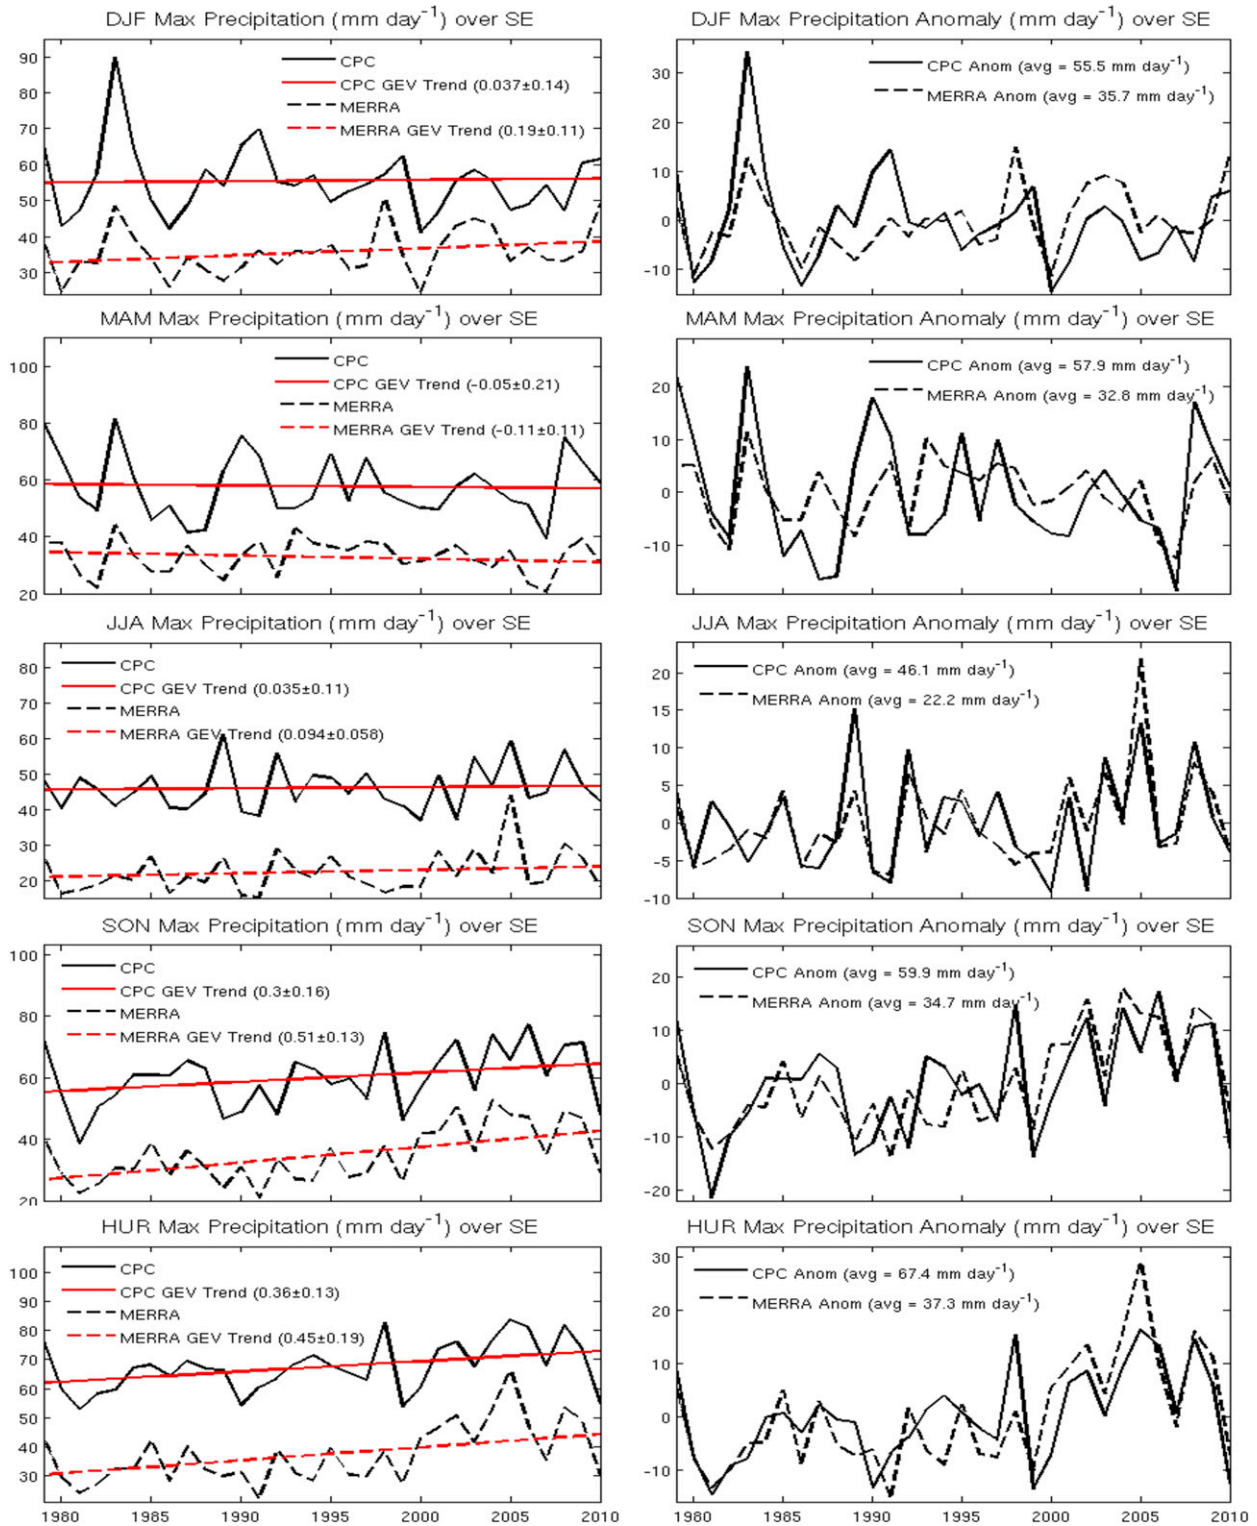 DJF Max Precipitation (mm day⁻¹) over SE
90
80
70
60
50
40
30
CPC
CPC GEV Trend (0.037±0.14)
MERRA
MERRA GEV Trend (0.19±0.11)
DJF Max Precipitation Anomaly (mm day⁻¹) over SE
30
20
10
0
-10
CPC Anom (avg = 55.5 mm day⁻¹)
MERRA Anom (avg = 35.7 mm day⁻¹)
MAM Max Precipitation (mm day⁻¹) over SE
100
80
60
40
20
CPC
CPC GEV Trend (-0.05±0.21)
MERRA
MERRA GEV Trend (-0.11±0.11)
MAM Max Precipitation Anomaly (mm day⁻¹) over SE
20
10
0
-10
CPC Anom (avg = 57.9 mm day⁻¹)
MERRA Anom (avg = 32.8 mm day⁻¹)
JJA Max Precipitation (mm day⁻¹) over SE
80
70
60
50
40
30
20
CPC
CPC GEV Trend (0.035±0.11)
MERRA
MERRA GEV Trend (0.094±0.058)
JJA Max Precipitation Anomaly (mm day⁻¹) over SE
20
15
10
5
0
-5
-10
CPC Anom (avg = 46.1 mm day⁻¹)
MERRA Anom (avg = 22.2 mm day⁻¹)
SON Max Precipitation (mm day⁻¹) over SE
100
80
60
40
20
CPC
CPC GEV Trend (0.3±0.16)
MERRA
MERRA GEV Trend (0.51±0.13)
SON Max Precipitation Anomaly (mm day⁻¹) over SE
20
10
0
-10
-20
CPC Anom (avg = 59.9 mm day⁻¹)
MERRA Anom (avg = 34.7 mm day⁻¹)
HUR Max Precipitation (mm day⁻¹) over SE
100
90
80
70
60
50
40
30
CPC
CPC GEV Trend (0.36±0.13)
MERRA
MERRA GEV Trend (0.45±0.19)
1980 1985 1990 1995 2000 2005 2010
HUR Max Precipitation Anomaly (mm day⁻¹) over SE
30
20
10
0
-10
CPC Anom (avg = 67.4 mm day⁻¹)
MERRA Anom (avg = 37.3 mm day⁻¹)
1980 1985 1990 1995 2000 2005 2010